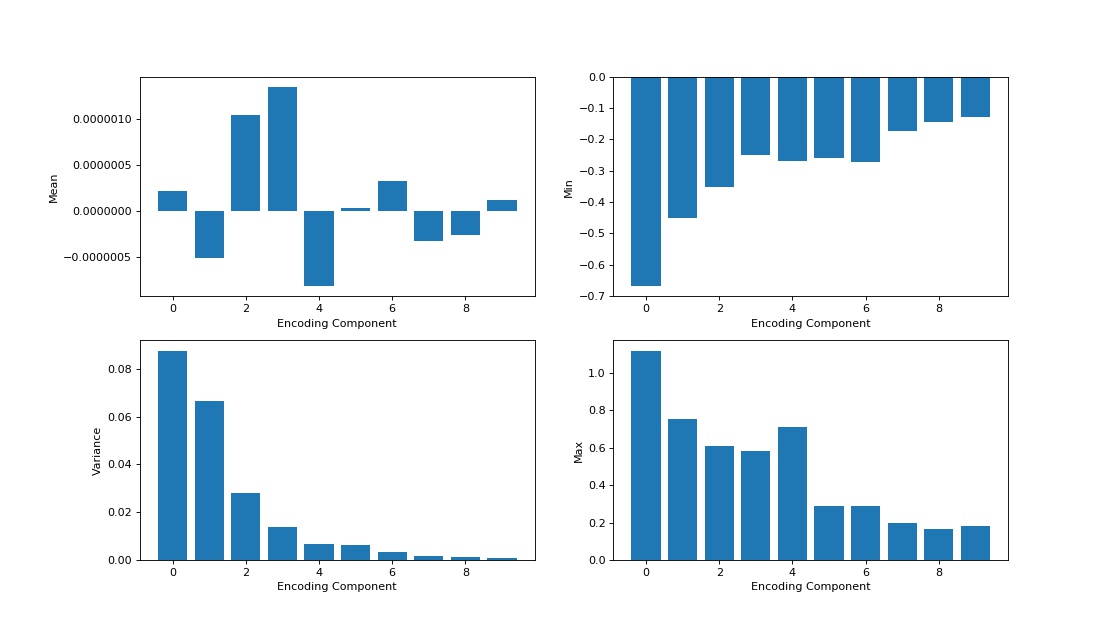 0.0000010
0.0000005
0.0000000
−0.0000005
Mean
0 2 4 6 8
Encoding Component
0.0
−0.1
−0.2
−0.3
−0.4
−0.5
−0.6
−0.7
Min
0 2 4 6 8
Encoding Component
0.08
0.06
0.04
0.02
0.00
Variance
0 2 4 6 8
Encoding Component
1.0
0.8
0.6
0.4
0.2
0.0
Max
0 2 4 6 8
Encoding Component